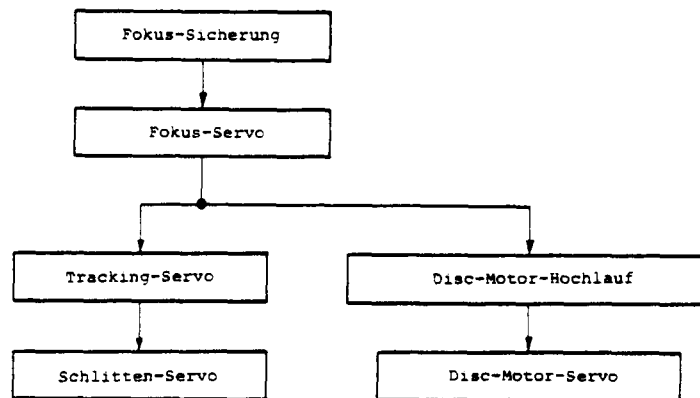 Fokus-Sicherung
Fokus-Servo
Tracking-Servo
Disc-Motor-Hochlauf
Schlitten-Servo
Disc-Motor-Servo